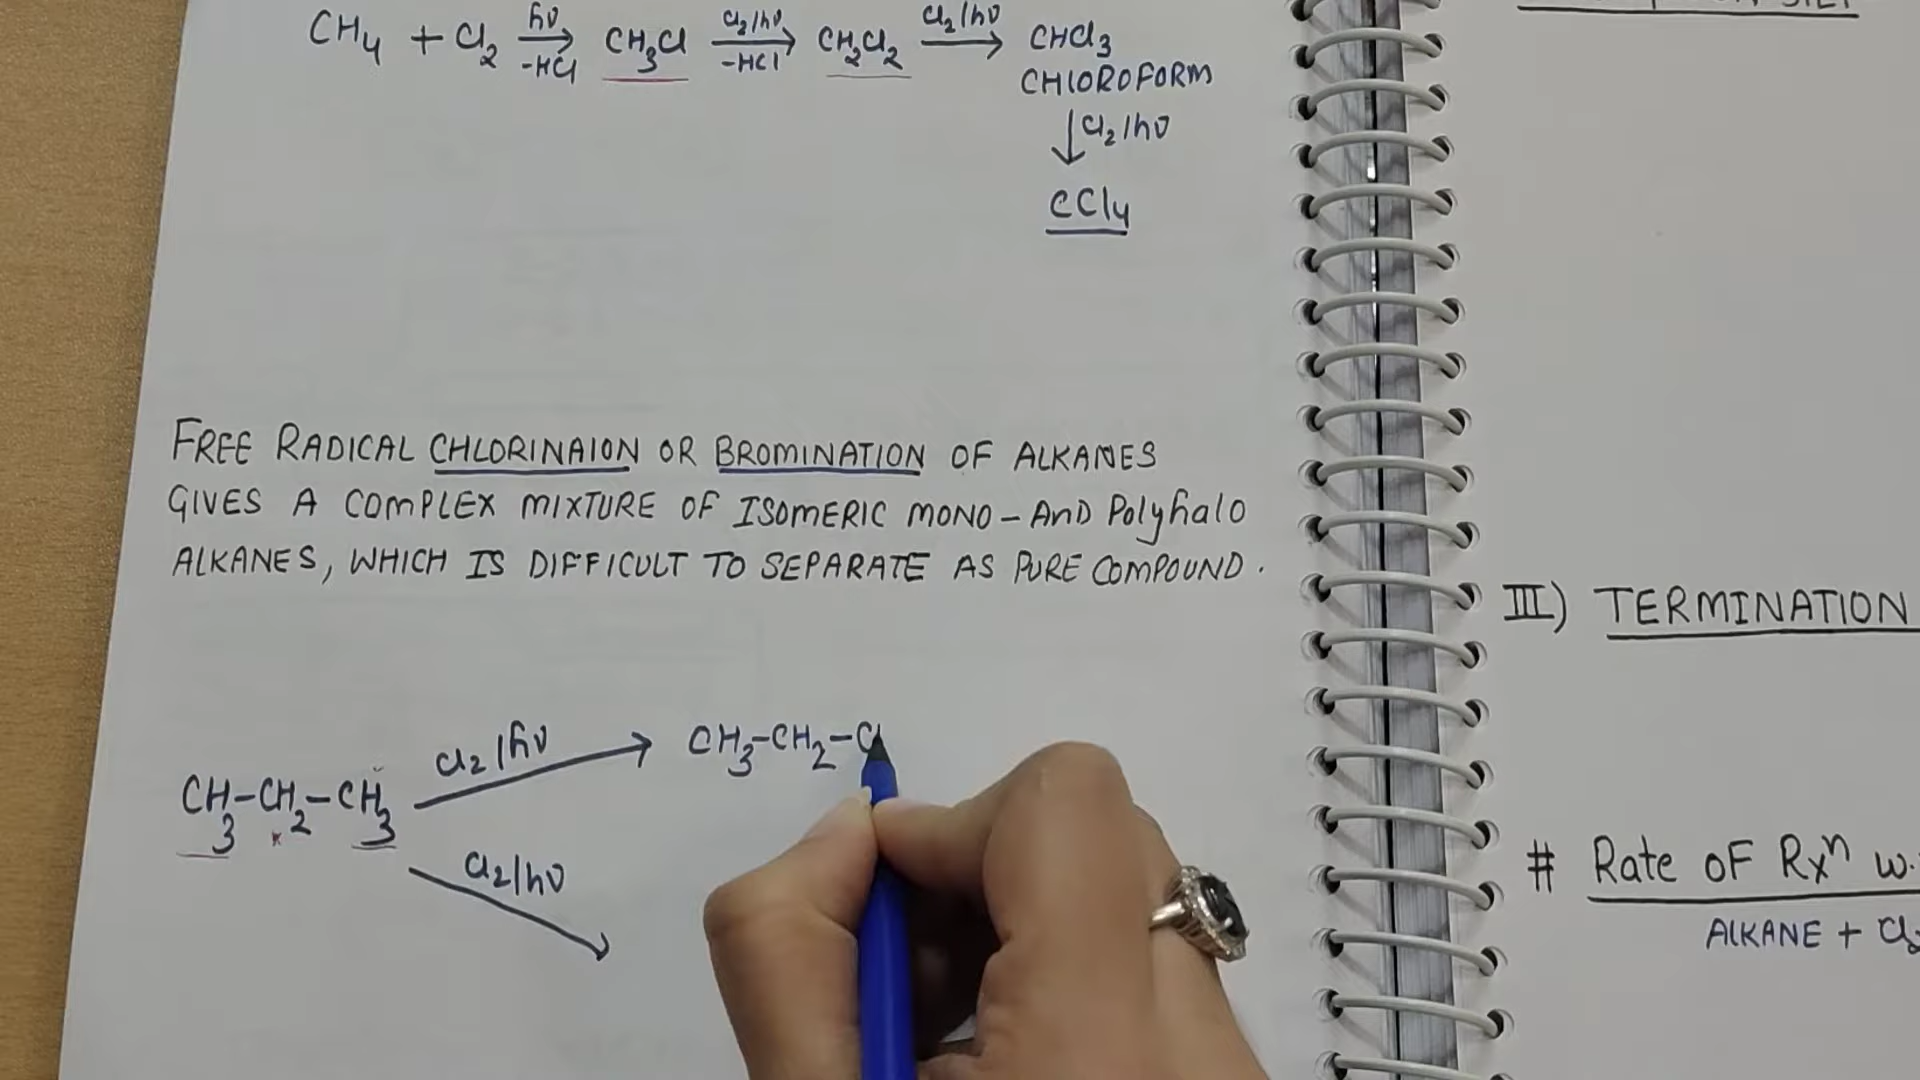 CH4 + Cl2 hν → -HCl CH3Cl Cl2/hν → -HCl CH2Cl2 Cl2/hν → CHCl3
CHLOROFORM
↓ Cl2/hν
CCl4
FREE RADICAL CHLORINAION OR BROMINATION OF ALKANES
GIVES A COMPLEX MIXTURE OF ISOMERIC MONO - AND Polyhalo
ALKANES, WHICH IS DIFFICULT TO SEPARATE AS PURE COMPOUND.
Cl2/hν → CH3-CH2-C
CH3-CH2-CH3
Cl2/hν
III) TERMINATION
# Rate OF Rxn w.
ALKANE + Cl2